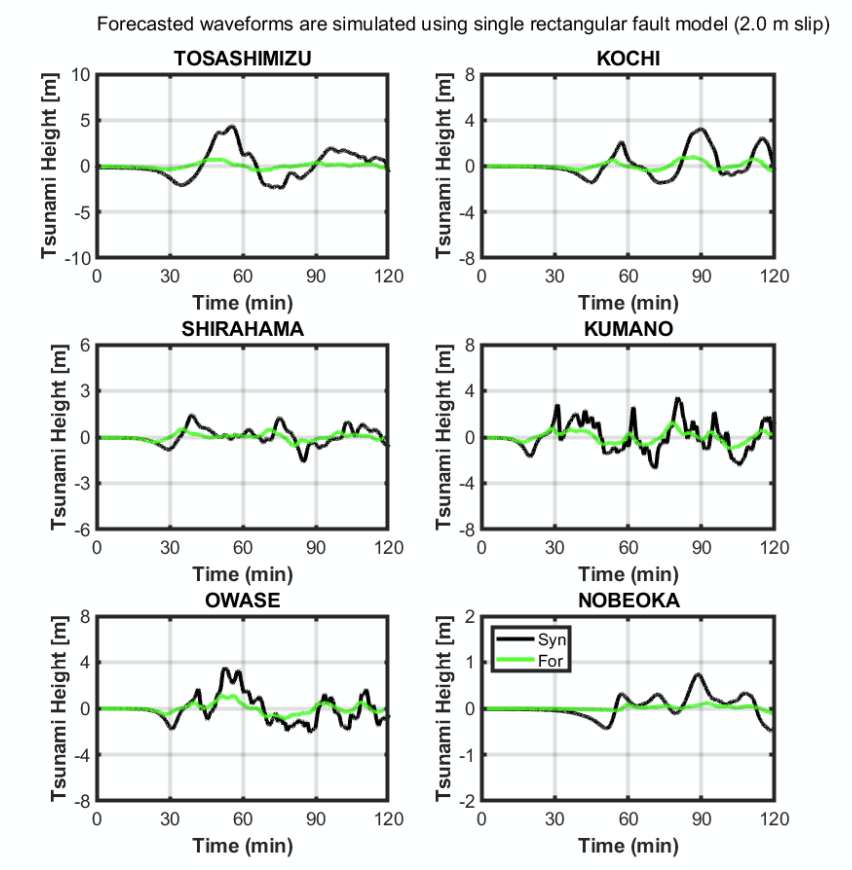 Forecasted waveforms are simulated using single rectangular fault model (2.0 m slip)
TOSASHIMIZU
Tsunami Height [m]
10
5
0
-5
-10
0 30 60 90 120
Time (min)
KOCHI
Tsunami Height [m]
8
4
0
-4
-8
0 30 60 90 120
Time (min)
SHIRAHAMA
Tsunami Height [m]
6
3
0
-3
-6
0 30 60 90 120
Time (min)
KUMANO
Tsunami Height [m]
8
4
0
-4
-8
0 30 60 90 120
Time (min)
OWASE
Tsunami Height [m]
8
4
0
-4
-8
0 30 60 90 120
Time (min)
NOBEOKA
Tsunami Height [m]
2
1
0
-1
-2
Syn
For
0 30 60 90 120
Time (min)